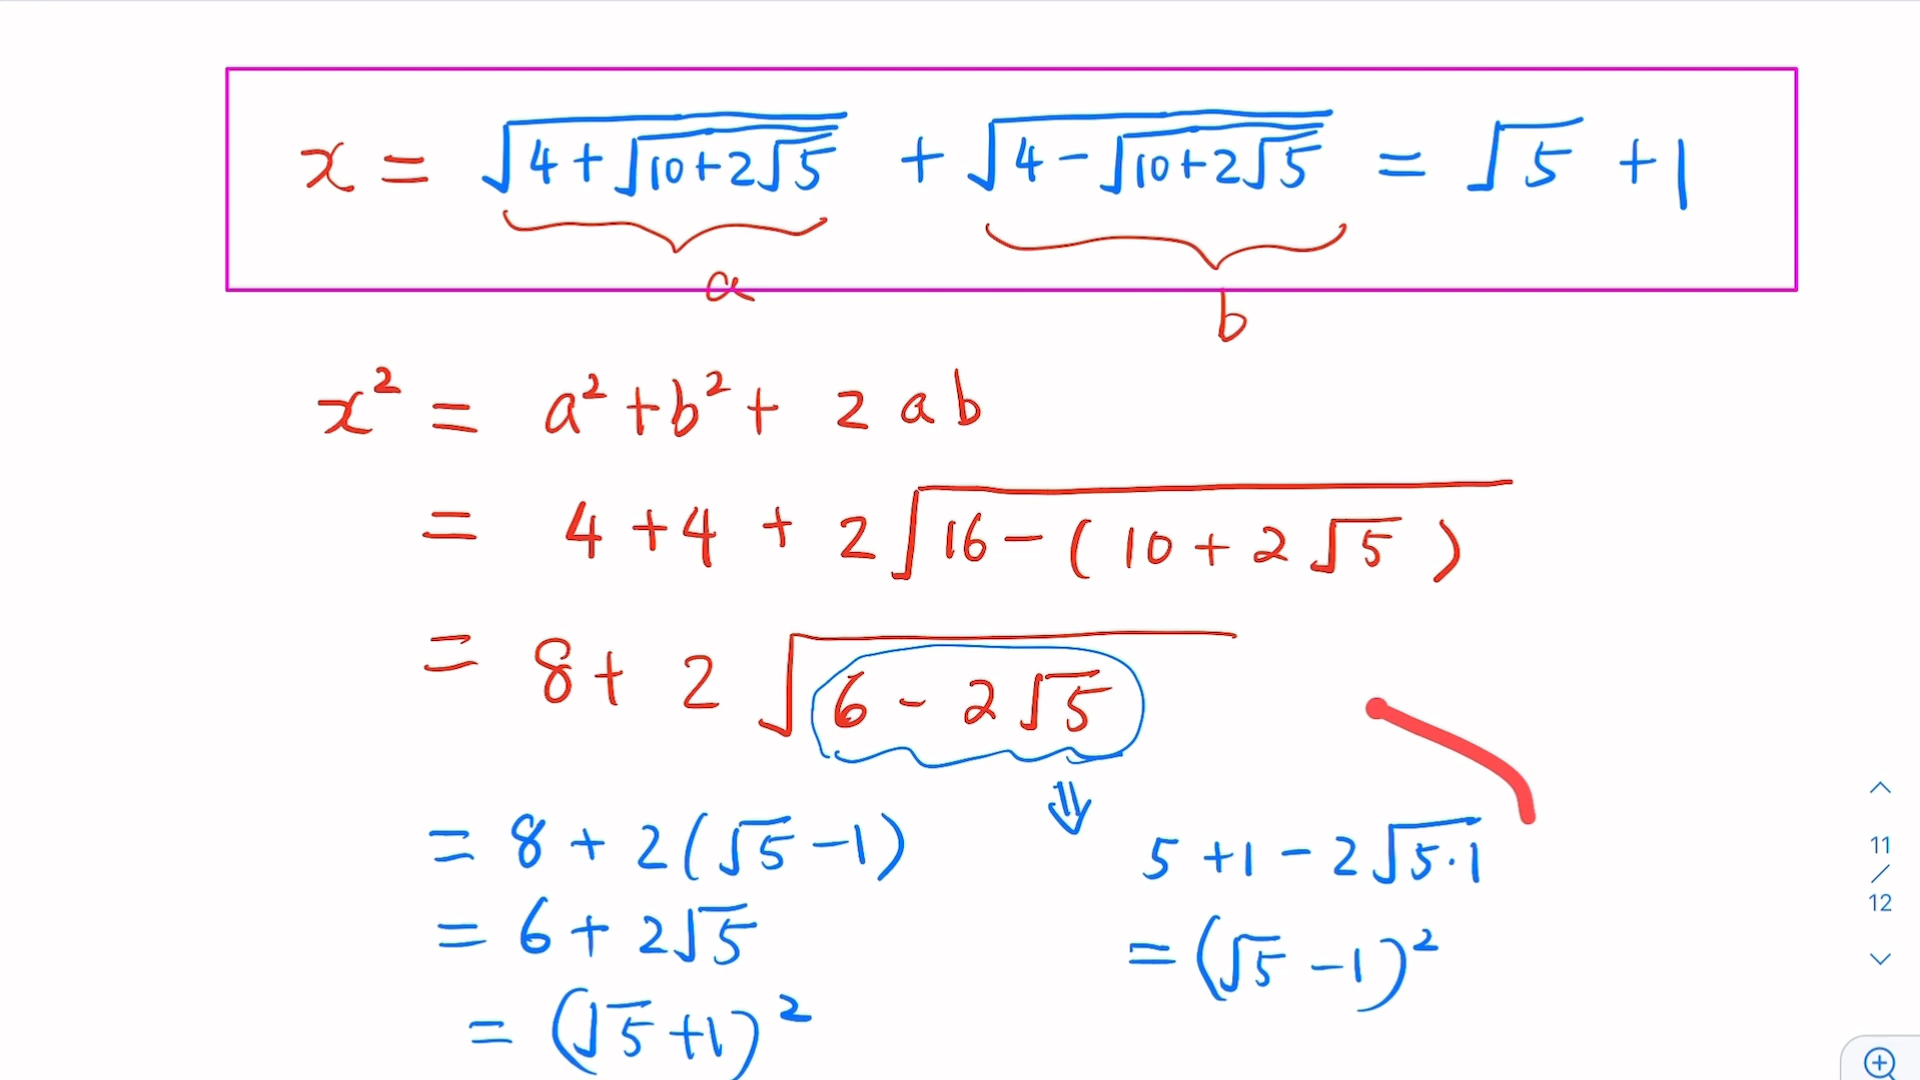 x = √(4 + √(10 + 2√5)) + √(4 − √(10 + 2√5)) = √5 + 1
a
b
x² = a² + b² + 2ab
= 4 + 4 + 2√(16 − (10 + 2√5))
= 8 + 2√(6 − 2√5)
⇓
= 8 + 2(√5 − 1)
5 + 1 − 2√(5·1)
= 6 + 2√5
= (√5 − 1)²
= (√5 + 1)²
11
/
12